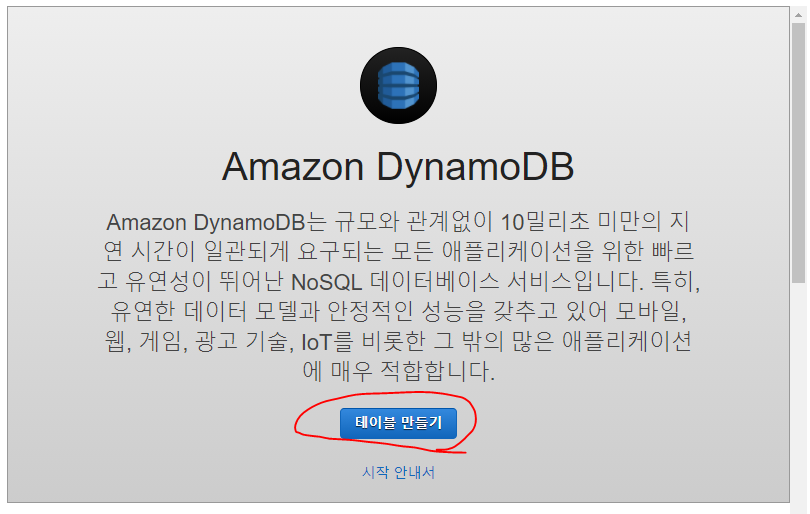 Amazon DynamoDB
Amazon DynamoDB는 규모와 관계없이 10밀리초 미만의 지
연 시간이 일관되게 요구되는 모든 애플리케이션을 위한 빠르
고 유연성이 뛰어난 NoSQL 데이터베이스 서비스입니다. 특히,
유연한 데이터 모델과 안정적인 성능을 갖추고 있어 모바일,
웹, 게임, 광고 기술, IoT를 비롯한 그 밖의 많은 애플리케이션
에 매우 적합합니다.
테이블 만들기
시작 안내서